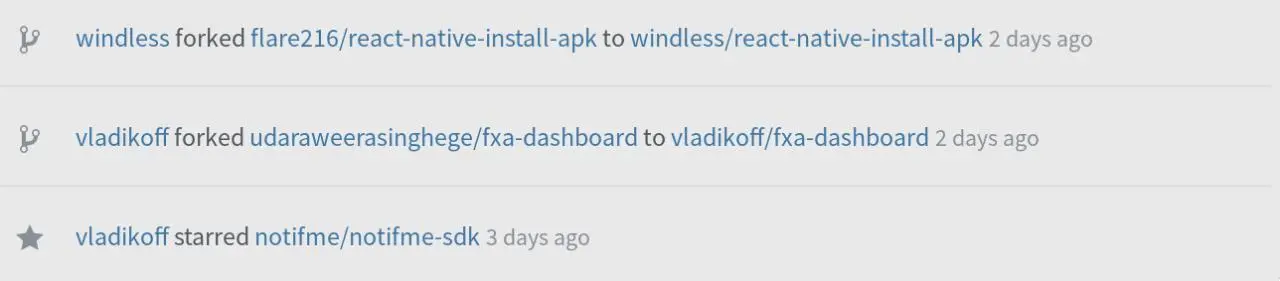 windless forked flare216/react-native-install-apk to windless/react-native-install-apk 2 days ago
vladikoff forked udaraweerasinghege/fxa-dashboard to vladikoff/fxa-dashboard 2 days ago
vladikoff starred notifme/notifme-sdk 3 days ago